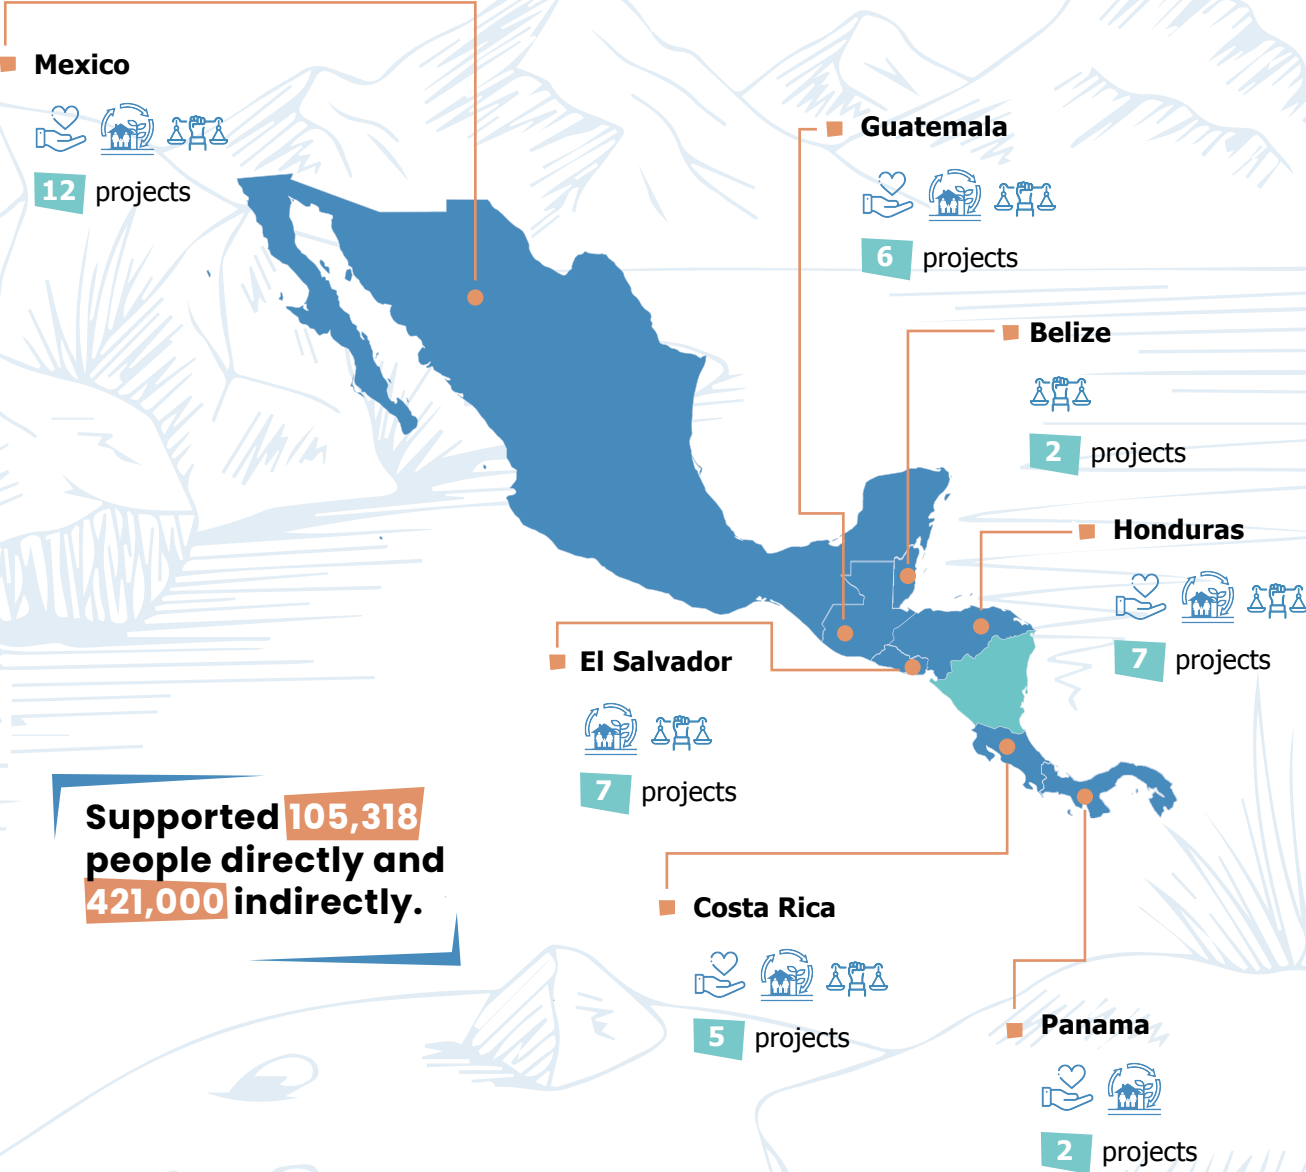 Mexico
12 projects
Guatemala
6 projects
Belize
2 projects
Honduras
7 projects
El Salvador
7 projects
Supported 105,318
people directly and
421,000 indirectly.
Costa Rica
5 projects
Panama
2 projects